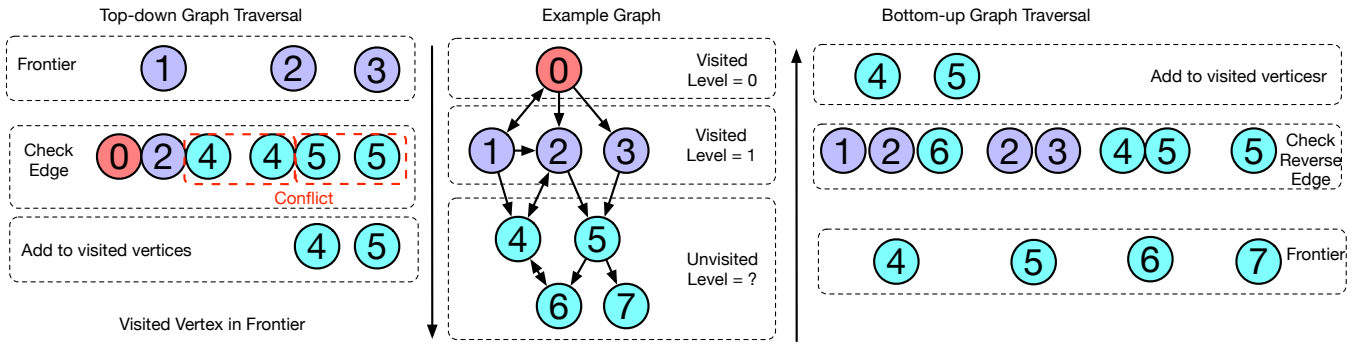 Top-down Graph Traversal
Frontier
1 2 3
Check
Edge
0 2 4 4 5 5
Conflict
Add to visited vertices
4 5
Visited Vertex in Frontier
Example Graph
0
Visited
Level = 0
1 2 3
Visited
Level = 1
4 5
Unvisited
Level = ?
6 7
Bottom-up Graph Traversal
4 5
Add to visited verticesr
1 2 6 2 3 4 5 5
Check
Reverse
Edge
4 5 6 7
Frontier